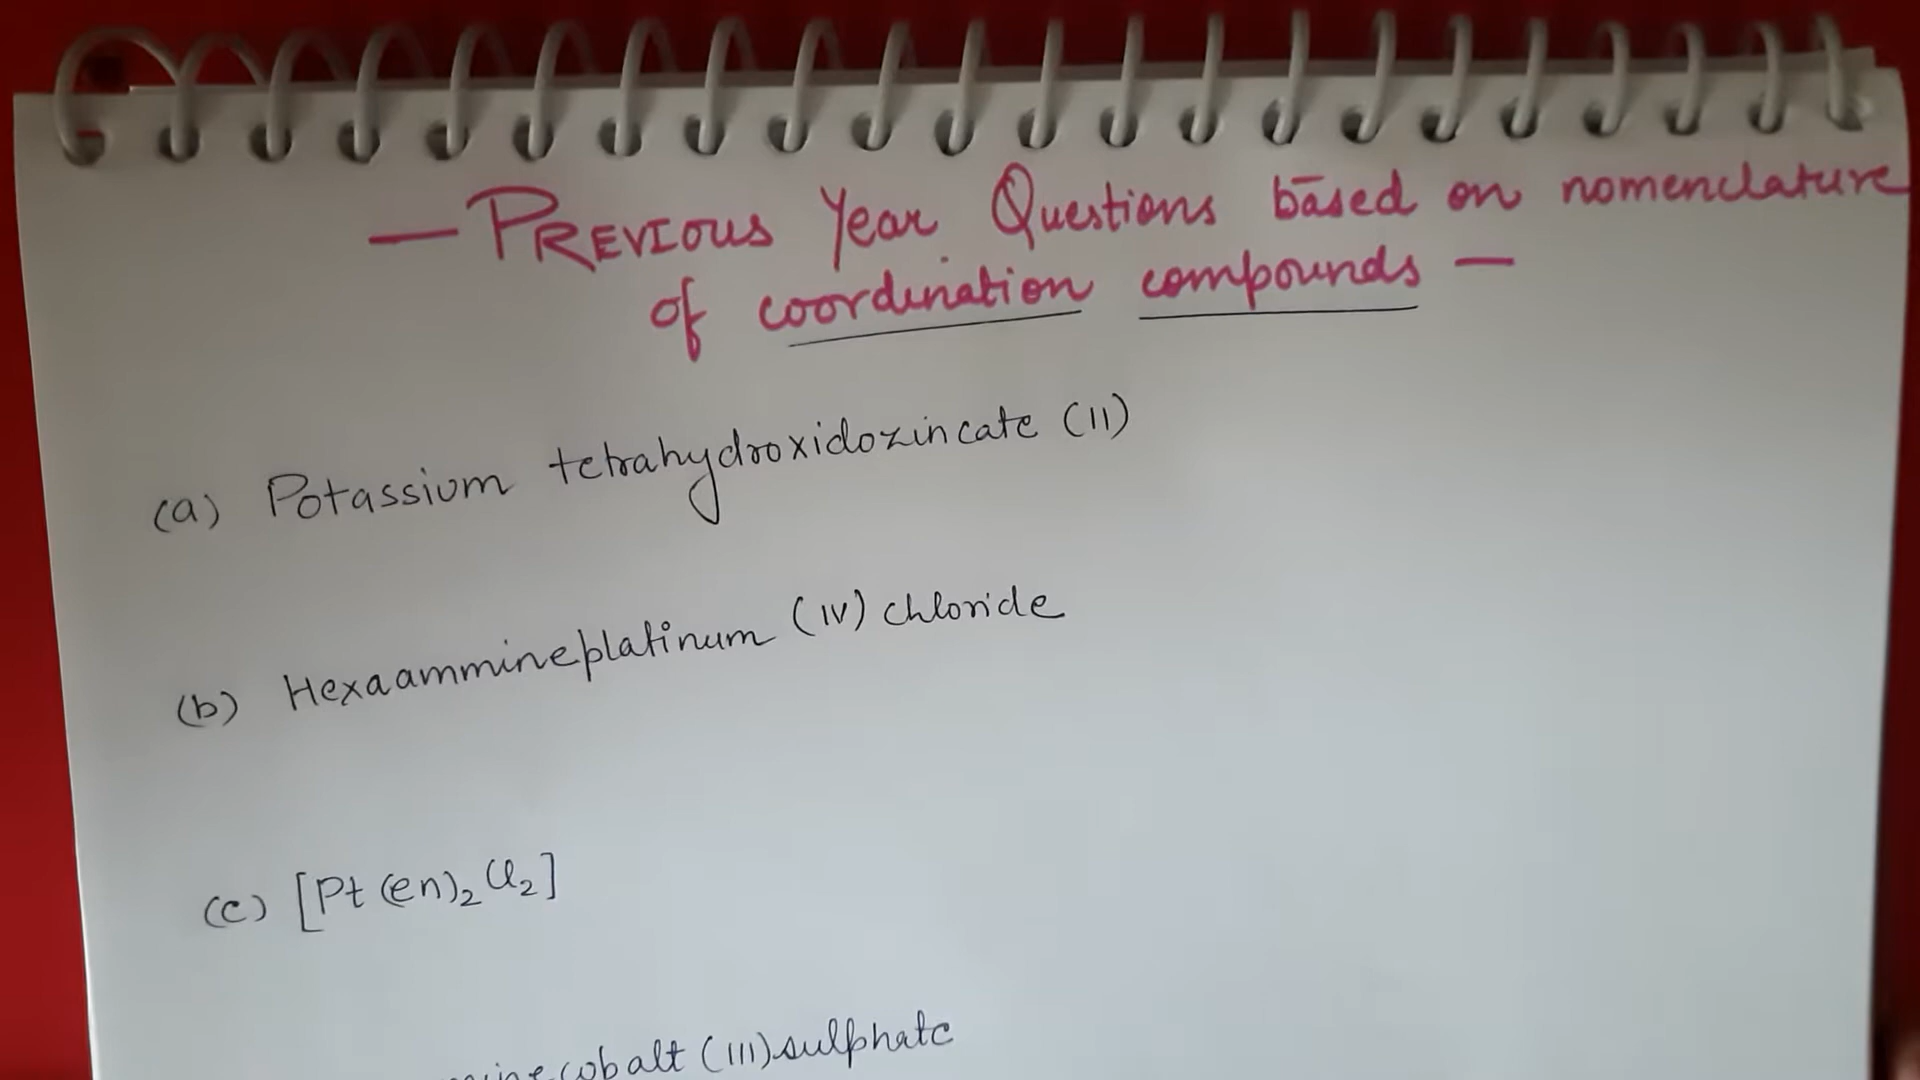 — PREVIOUS Year Questions based on nomenclature
of coordination compounds —
(a) Potassium tetrahydroxidozincate (II)
(b) Hexaammineplatinum (IV) chloride
(c) [Pt (en)₂ Cl₂]
cobalt (III) sulphate